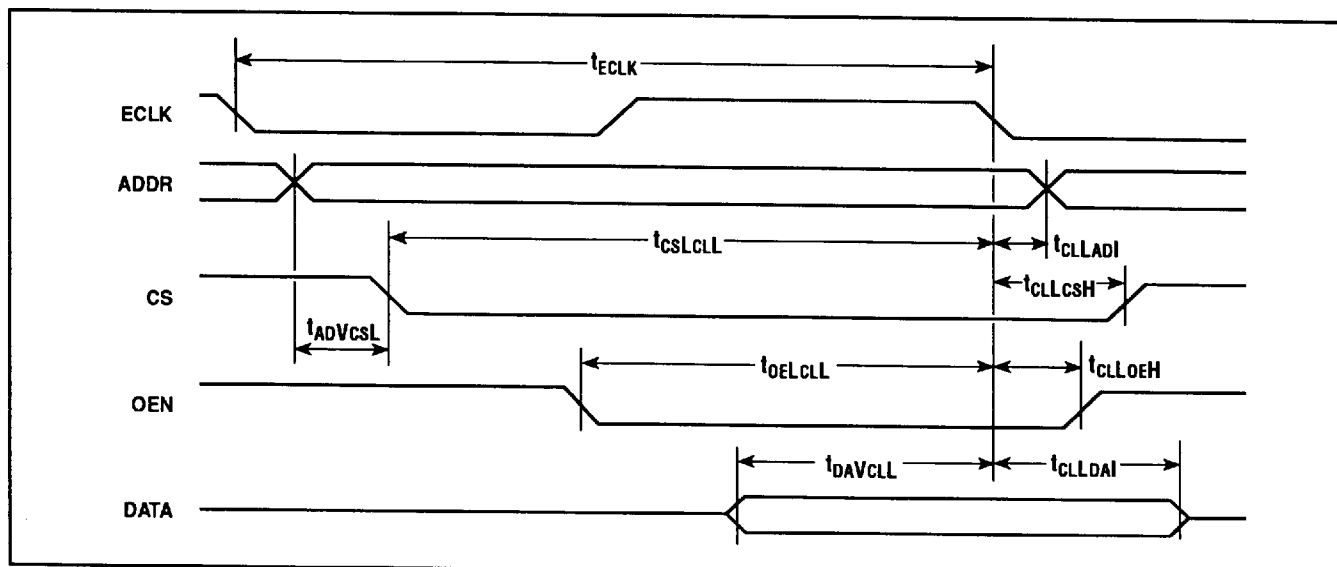 tECLK
ECLK
ADDR
tCSLCLL
tCLLADI
CS
tCLLCSH
tADVCSL
tOELCLL
tCLLOEH
OEN
tDAVCLL
tCLLDAI
DATA